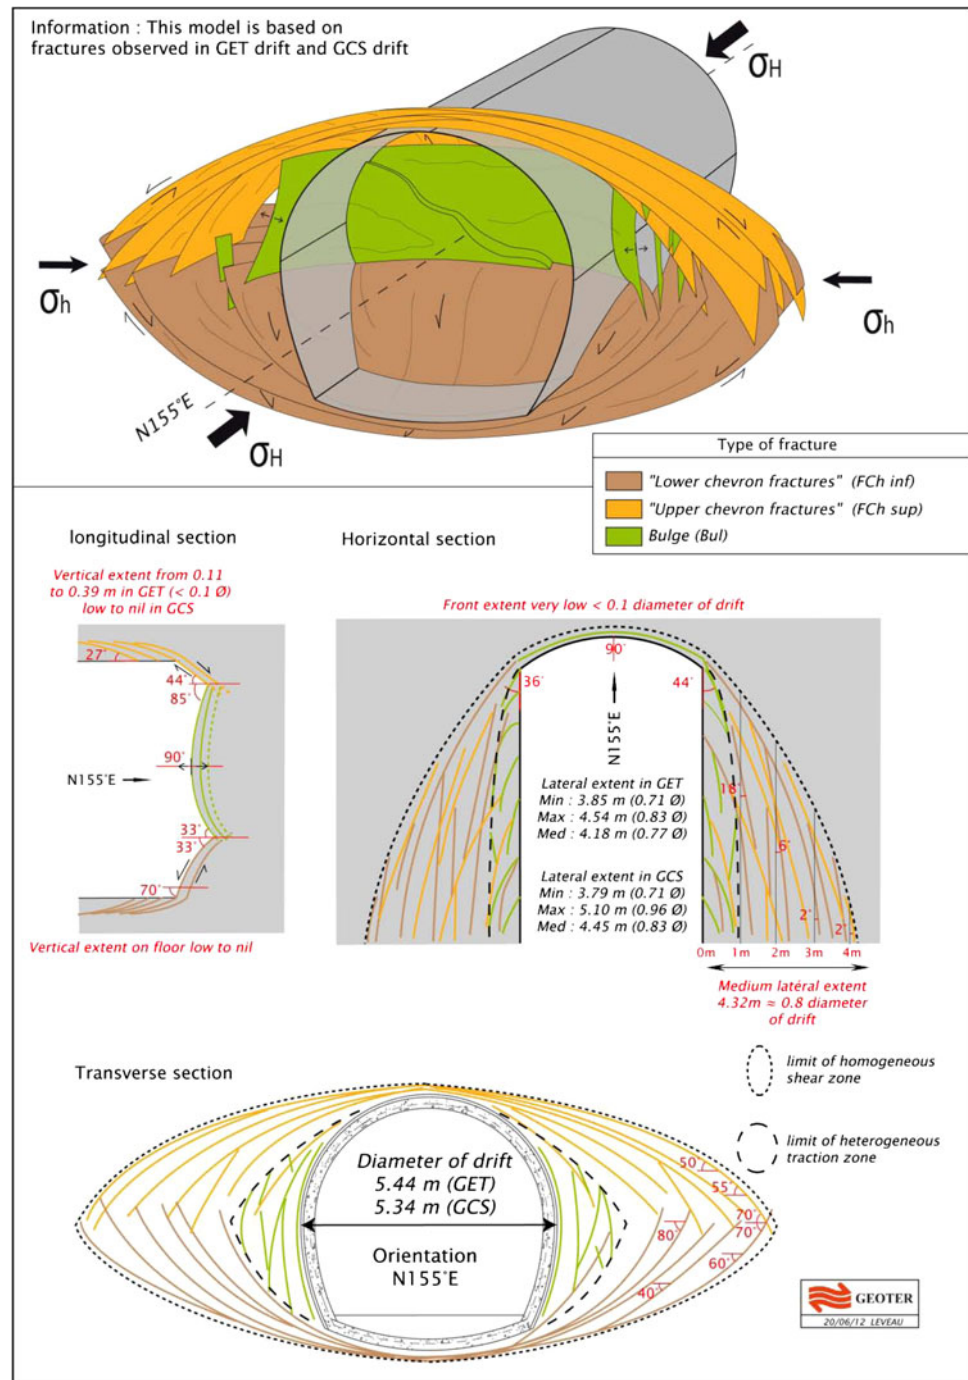 Information : This model is based on
fractures observed in GET drift and GCS drift
σH
σh
σh
N155°E
σH
Type of fracture
"Lower chevron fractures" (FCh inf)
"Upper chevron fractures" (FCh sup)
Bulge (Bul)
longitudinal section
Vertical extent from 0.11
to 0.39 m in GET (< 0.1 Ø)
low to nil in GCS
27°
44°
85°
90°
N155°E
33°
33°
70°
Vertical extent on floor low to nil
Horizontal section
Front extent very low < 0.1 diameter of drift
90°
36°
44°
N155°E
Lateral extent in GET
Min : 3.85 m (0.71 Ø)
Max : 4.54 m (0.83 Ø)
Med : 4.18 m (0.77 Ø)
Lateral extent in GCS
Min : 3.79 m (0.71 Ø)
Max : 5.10 m (0.96 Ø)
Med : 4.45 m (0.83 Ø)
18°
6°
2°
2°
0m 1m 2m 3m 4m
Medium latéral extent
4.32m ≈ 0.8 diameter
of drift
Transverse section
limit of homogeneous
shear zone
limit of heterogeneous
traction zone
Diameter of drift
5.44 m (GET)
5.34 m (GCS)
Orientation
N155°E
50°
55°
70°
70°
80°
60°
40°
GEOTER
20/06/12 LEVEAU